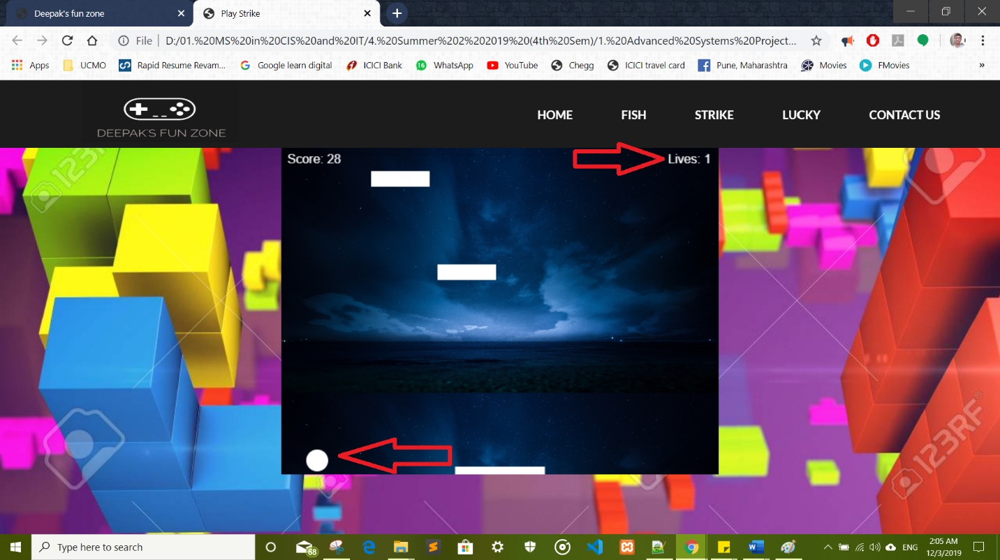 Deepak's fun zone
Play Strike
File | D:/01.%20MS%20in%20CIS%20and%20IT/4.%20Summer%202%202019%20(4th%20Sem)/1.%20Advanced%20Systems%20Project...
Apps UCMO Rapid Resume Revam... Google learn digital ICICI Bank 16 WhatsApp YouTube Chegg ICICI travel card Pune, Maharashtra Movies FMovies »
DEEPAK'S FUN ZONE
HOME FISH STRIKE LUCKY CONTACT US
Score: 28
Lives: 1
123RF
123RF
123RF
Type here to search
68
ENG
2:05 AM
12/3/2019